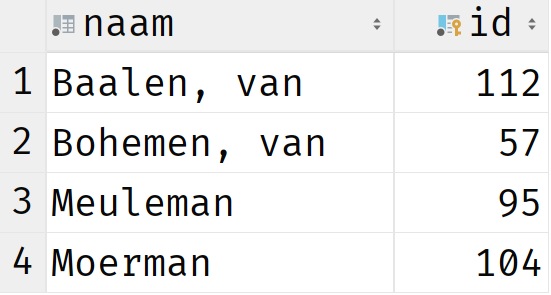 naam id
1 Baalen, van 112
2 Bohemen, van 57
3 Meuleman 95
4 Moerman 104